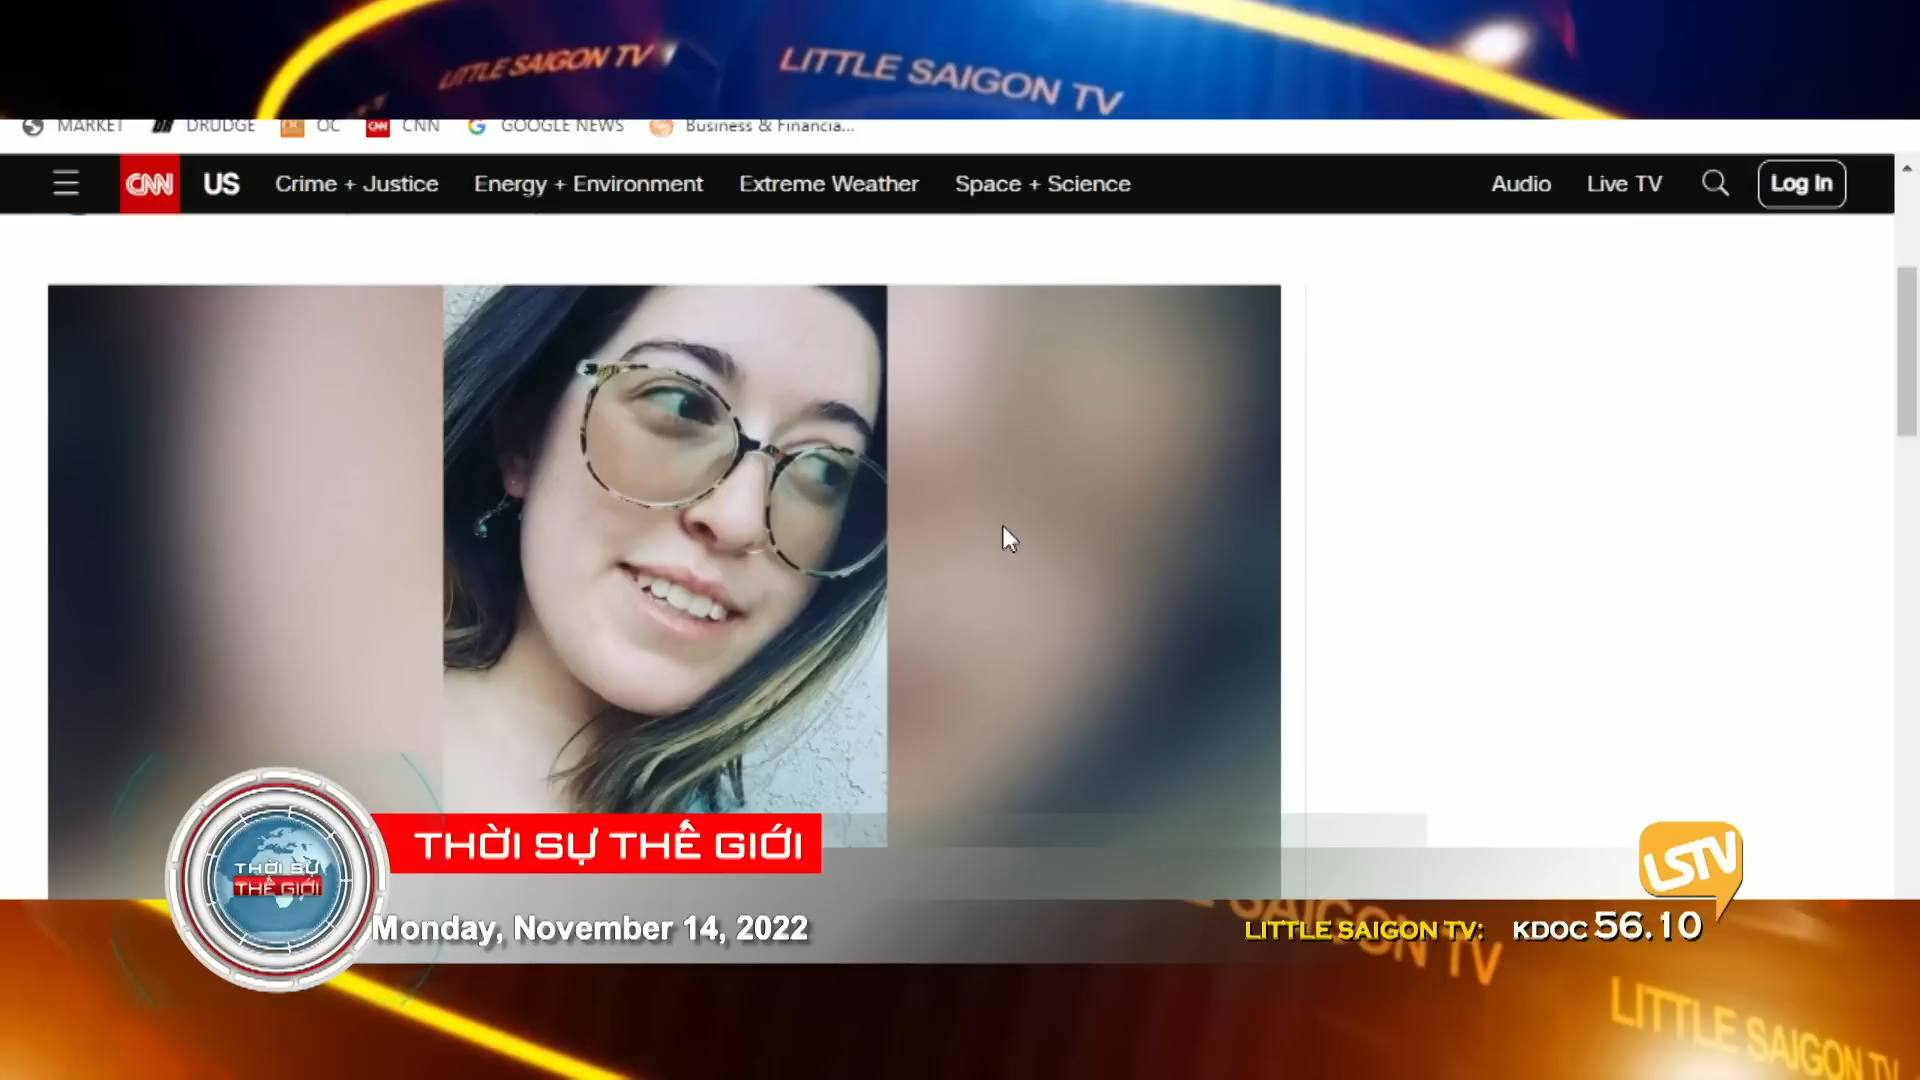 LITTLE SAIGON TV
LITTLE SAIGON TV
MARKET DRUDGE OC CNN GOOGLE NEWS Business & Financia...
CNN US Crime + Justice Energy + Environment Extreme Weather Space + Science Audio Live TV Log In
THỜI SỰ THẾ GIỚI
THỜI SỰ
THẾ GIỚI
LSTV
Monday, November 14, 2022
LITTLE SAIGON TV: KDOC 56.10
SAIGON TV
LITTLE SAIGON TV